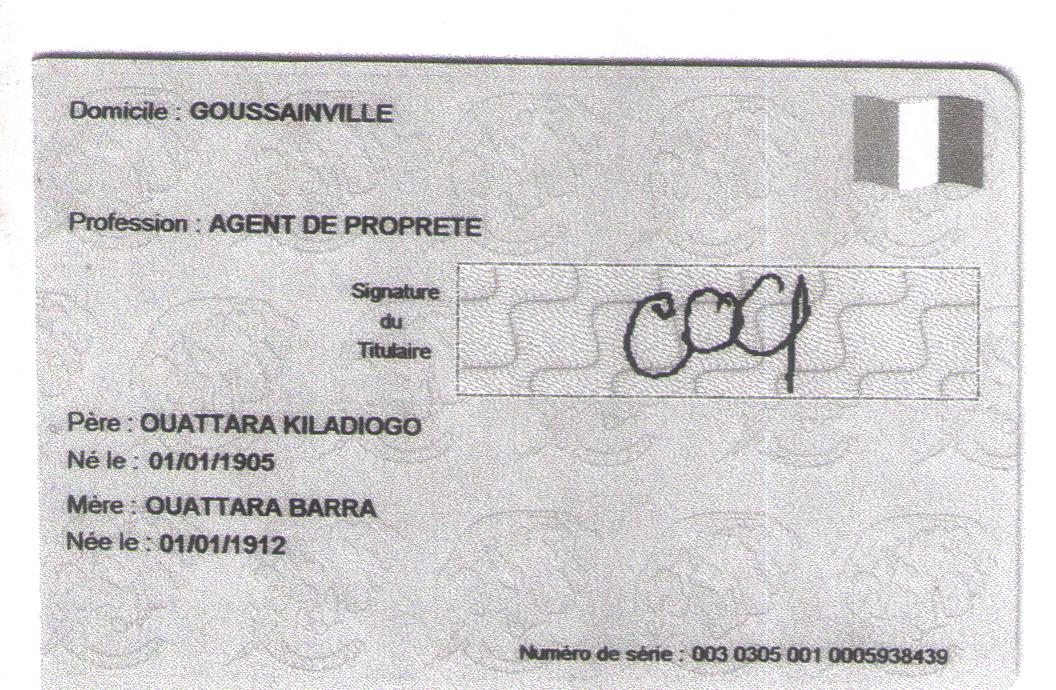 Domicile : GOUSSAINVILLE
Profession : AGENT DE PROPRETE
Signature
du
Titulaire
Père : OUATTARA KILADIOGO
Né le : 01/01/1905
Mère : OUATTARA BARRA
Née le : 01/01/1912
Numéro de série : 003 0305 001 0005938439